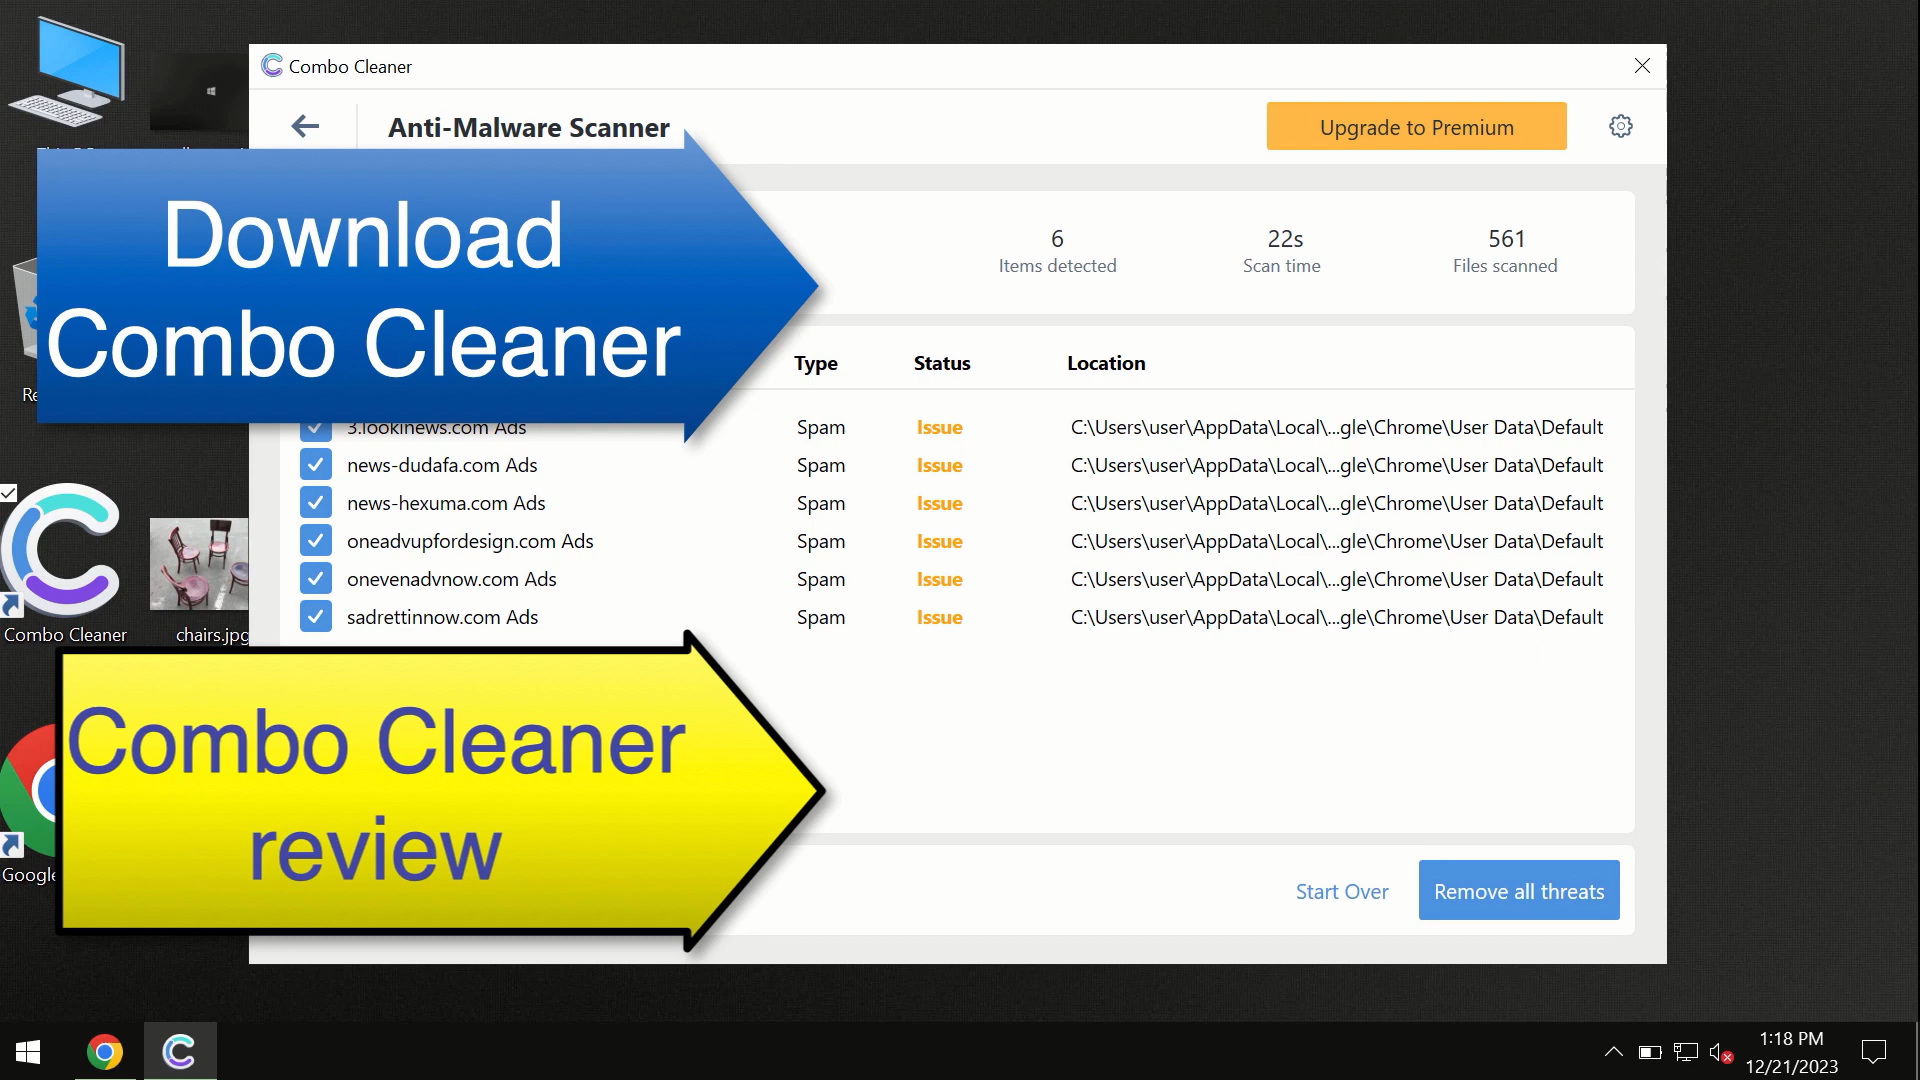 Combo Cleaner
Anti-Malware Scanner
Upgrade to Premium
Download
Combo Cleaner
6
Items detected
22s
Scan time
561
Files scanned
Type Status Location
3.lookinews.com Ads Spam Issue C:\Users\user\AppData\Local\...gle\Chrome\User Data\Default
news-dudafa.com Ads Spam Issue C:\Users\user\AppData\Local\...gle\Chrome\User Data\Default
news-hexuma.com Ads Spam Issue C:\Users\user\AppData\Local\...gle\Chrome\User Data\Default
oneadvupfordesign.com Ads Spam Issue C:\Users\user\AppData\Local\...gle\Chrome\User Data\Default
onevenadvnow.com Ads Spam Issue C:\Users\user\AppData\Local\...gle\Chrome\User Data\Default
sadrettinnow.com Ads Spam Issue C:\Users\user\AppData\Local\...gle\Chrome\User Data\Default
Combo Cleaner
chairs.jpg
Combo Cleaner
review
Google
Start Over
Remove all threats
1:18 PM
12/21/2023